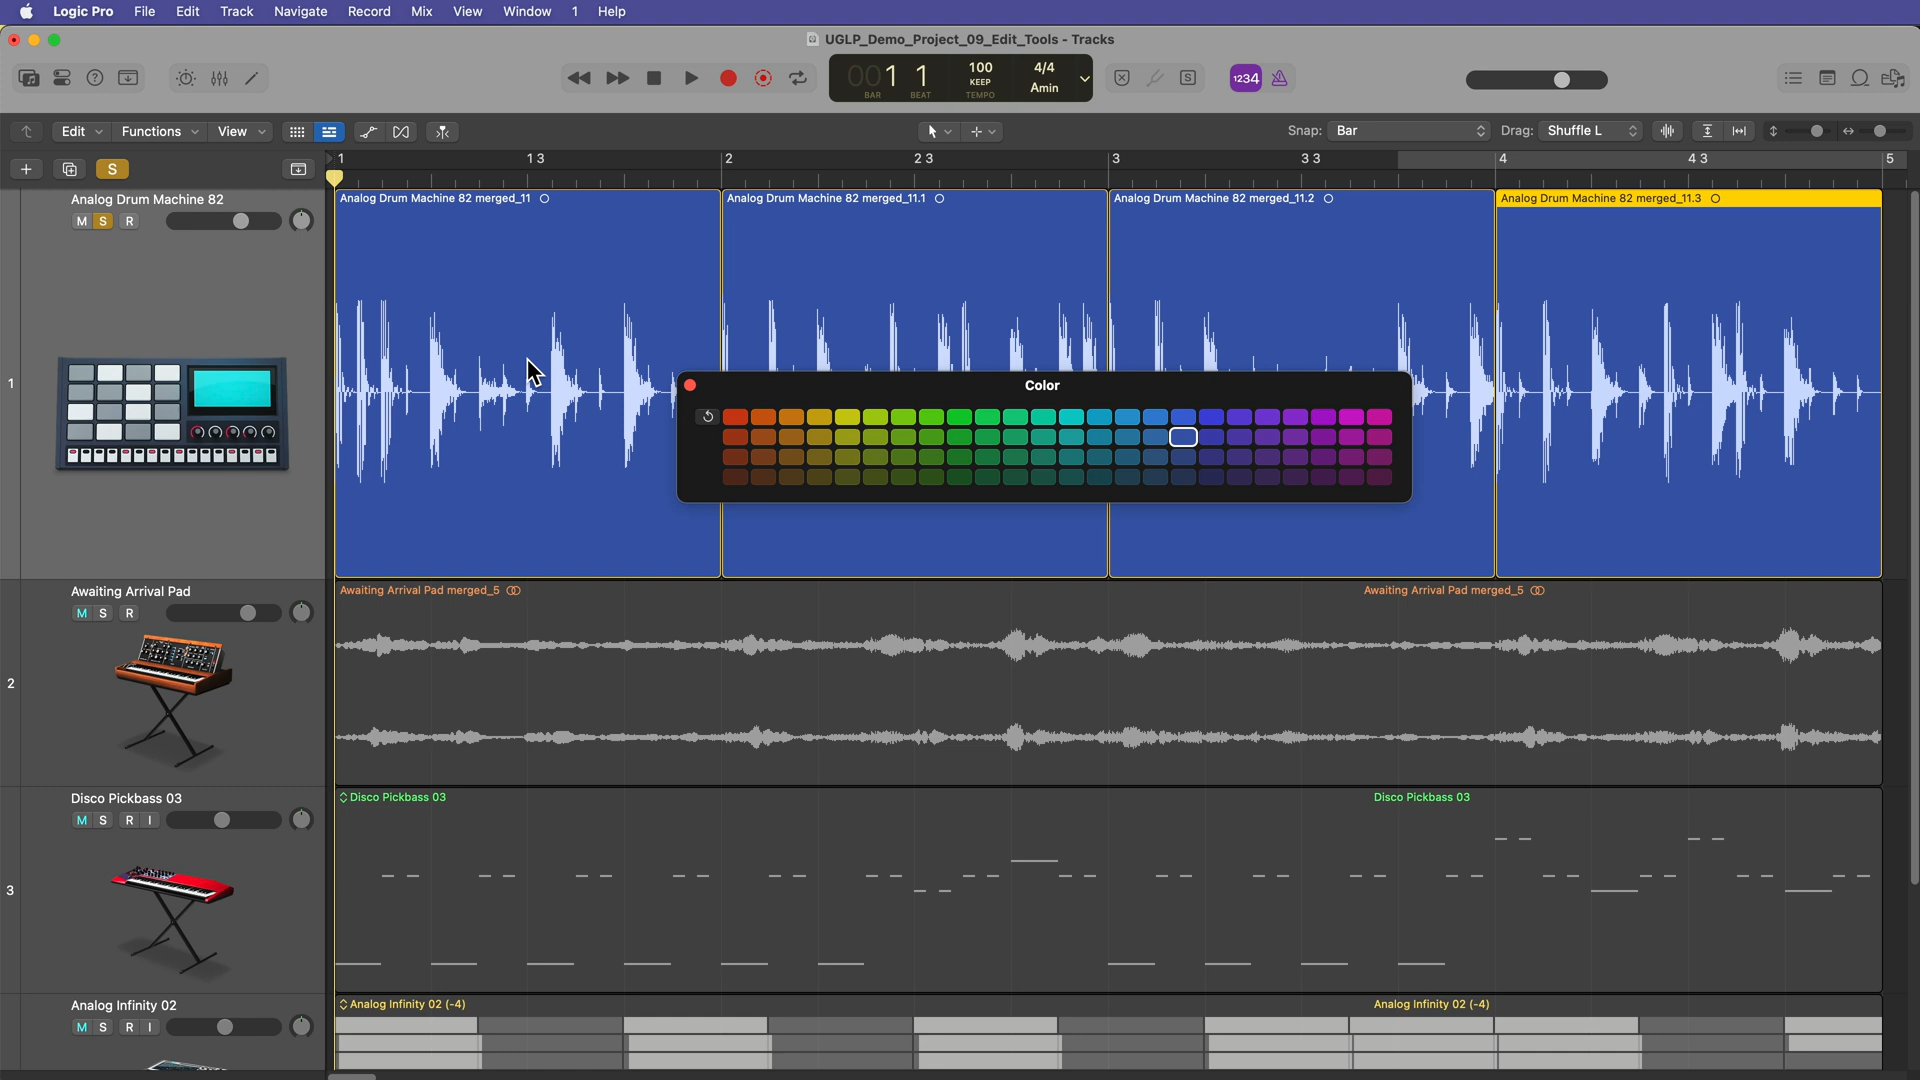 Logic Pro File Edit Track Navigate Record Mix View Window 1 Help
UGLP_Demo_Project_09_Edit_Tools - Tracks
001 1 100 4/4
KEEP Amin
BAR BEAT TEMPO
S 1234
Edit Functions View Snap: Bar Drag: Shuffle L
S 1 1 3 2 2 3 3 3 3 4 4 3 5
Analog Drum Machine 82
M S R
1
Analog Drum Machine 82 merged_11
Analog Drum Machine 82 merged_11.1
Analog Drum Machine 82 merged_11.2
Analog Drum Machine 82 merged_11.3
Color
Awaiting Arrival Pad
M S R
2
Awaiting Arrival Pad merged_5
Awaiting Arrival Pad merged_5
Disco Pickbass 03
M S R I
3
Disco Pickbass 03
Disco Pickbass 03
Analog Infinity 02
M S R I
Analog Infinity 02 (-4)
Analog Infinity 02 (-4)